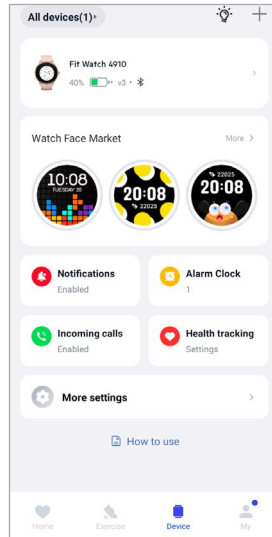 All devices(1)
Fit Watch 4910
40% v3
Watch Face Market
More >
10:08
TUESDAY 20
20:08
22025
22025
20:08
Notifications
Enabled
Alarm Clock
1
Incoming calls
Enabled
Health tracking
Settings
More settings
How to use
Home
Exercise
Device
My